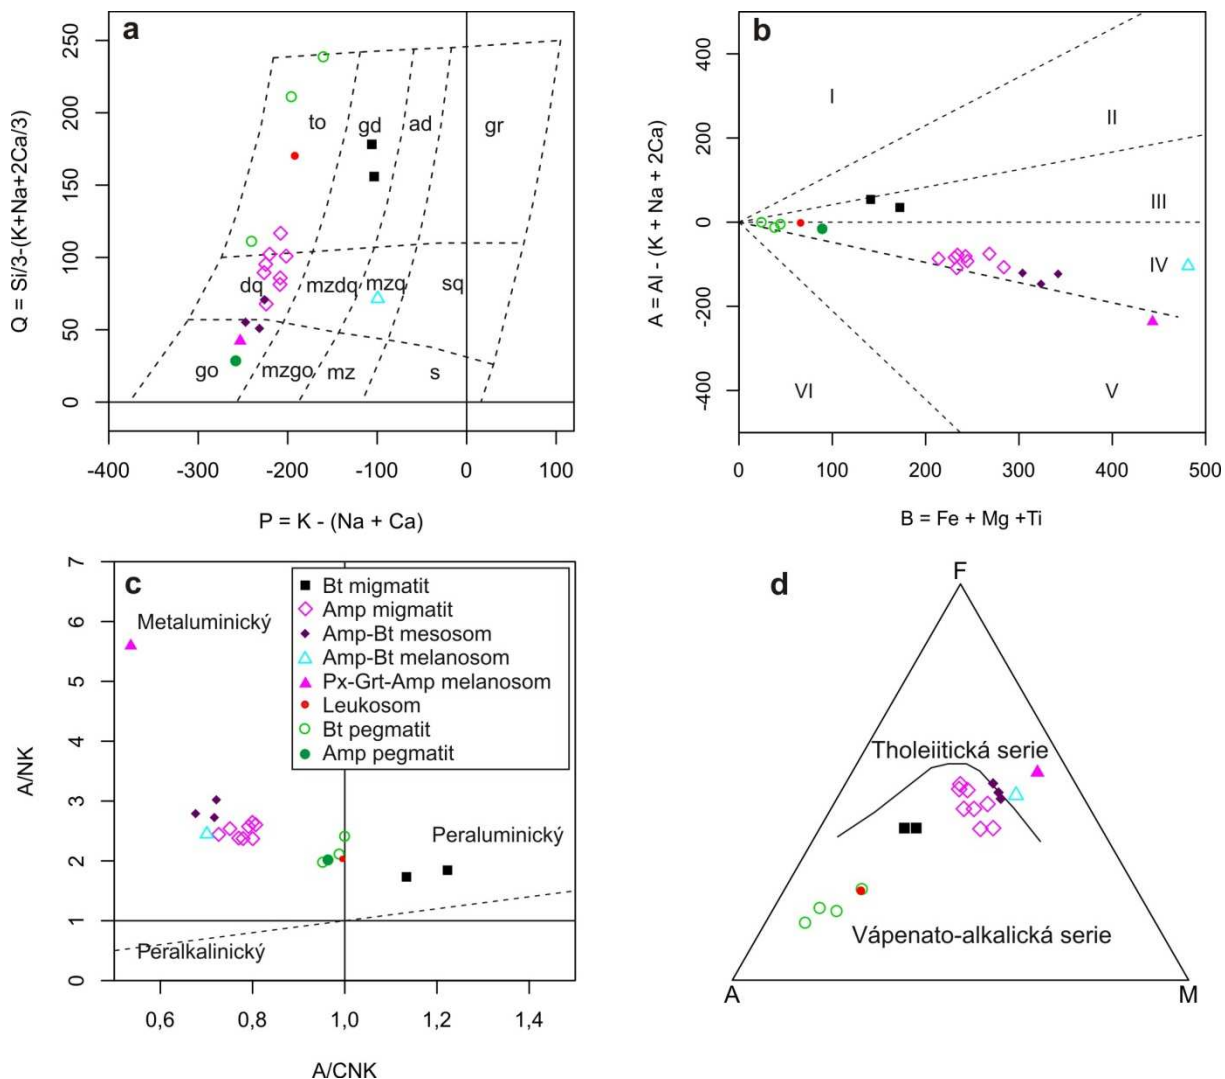 a
Q = Si/3-(K+Na+2Ca/3)
250
200
150
100
50
0
to
gd
ad
gr
dq
mzdq
mzq
sq
go
mzgo
mz
s
-400
-300
-200
-100
0
100
P = K - (Na + Ca)
b
A = Al - (K + Na + 2Ca)
400
200
0
-200
-400
I
II
III
IV
V
VI
0
100
200
300
400
500
B = Fe + Mg +Ti
c
A/NK
7
6
5
4
3
2
1
0
Metaluminický
Peraluminický
Peralkalinický
Bt migmatit
Amp migmatit
Amp-Bt mesosom
Amp-Bt melanosom
Px-Grt-Amp melanosom
Leukosom
Bt pegmatit
Amp pegmatit
0,6
0,8
1,0
1,2
1,4
A/CNK
d
F
Tholeiitická serie
Vápenato-alkalická serie
A
M